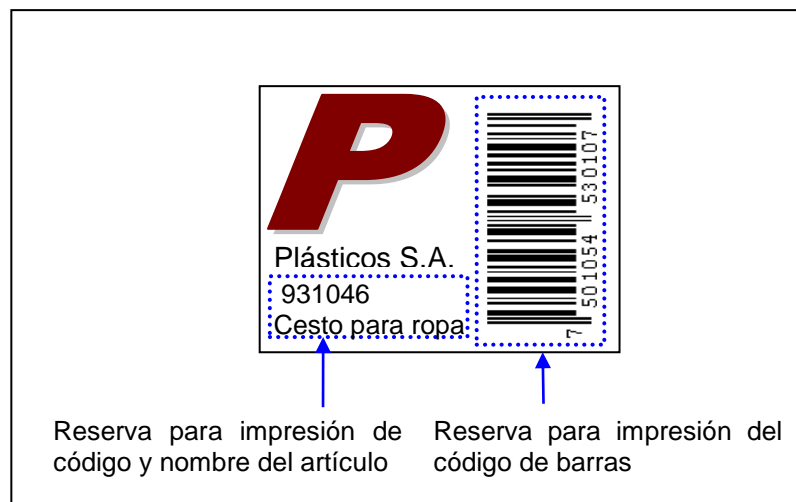 P
Plásticos S.A.
931046
Cesto para ropa
7 501054 530107
Reserva para impresión de
código y nombre del artículo
Reserva para impresión del
código de barras